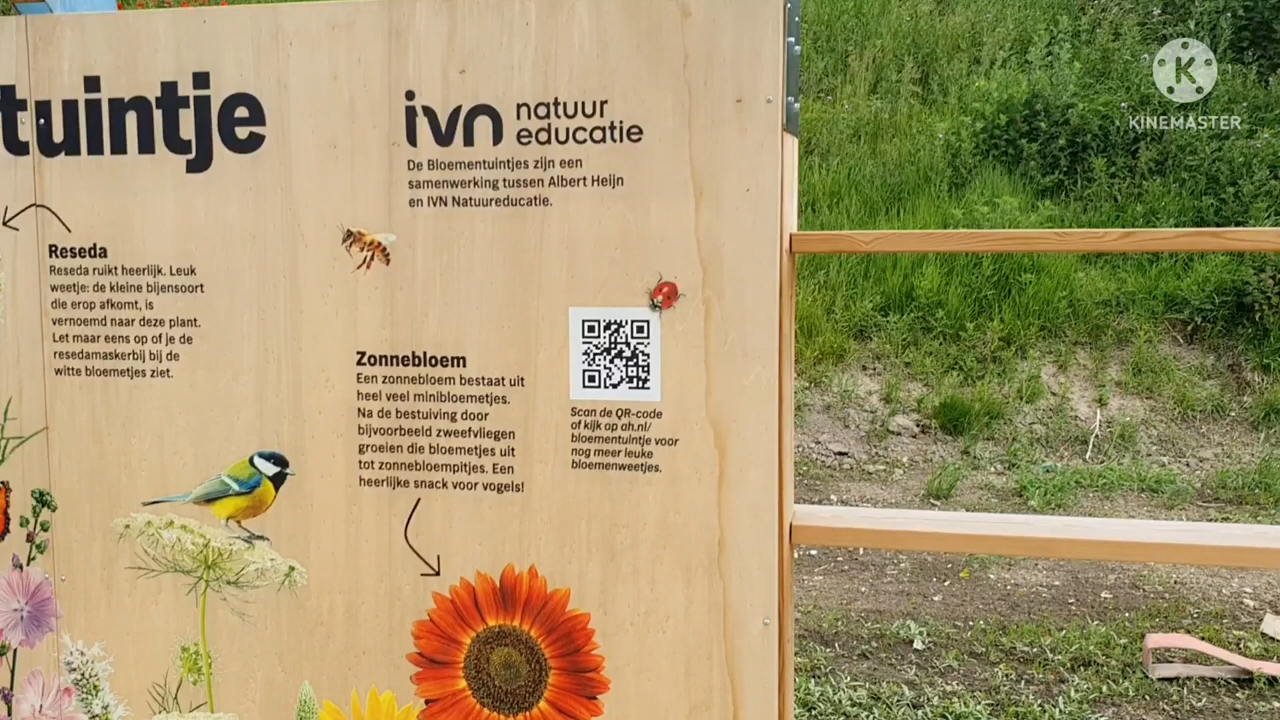 tuintje
ivn natuur
educatie
De Bloementuintjes zijn een
samenwerking tussen Albert Heijn
en IVN Natuureducatie.
Reseda
Reseda ruikt heerlijk. Leuk
weetje: de kleine bijensoort
die erop afkomt, is
vernoemd naar deze plant.
Let maar eens op of je de
resedamaskerbij bij de
witte bloemetjes ziet.
Zonnebloem
Een zonnebloem bestaat uit
heel veel minibloemetjes.
Na de bestuiving door
bijvoorbeeld zweefvliegen
groeien die bloemetjes uit
tot zonnebloempitjes. Een
heerlijke snack voor vogels!
Scan de QR-code
of kijk op ah.nl/
bloementuintje voor
nog meer leuke
bloemenweetjes.
K
KINEMASTER